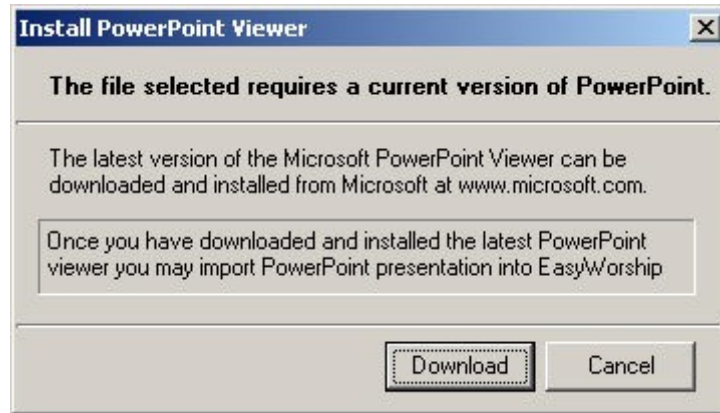 Install PowerPoint Viewer
The file selected requires a current version of PowerPoint.
The latest version of the Microsoft PowerPoint Viewer can be
downloaded and installed from Microsoft at www.microsoft.com.
Once you have downloaded and installed the latest PowerPoint
viewer you may import PowerPoint presentation into EasyWorship
Download Cancel